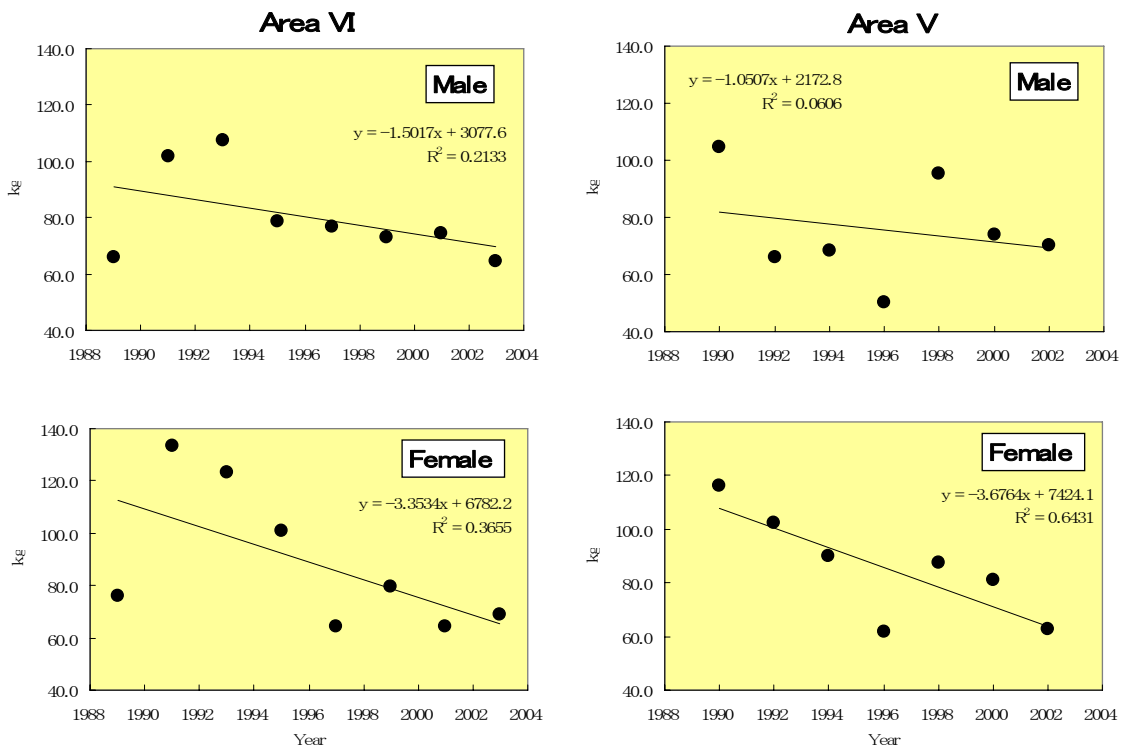 Area VI
140.0
120.0
100.0
80.0
60.0
40.0
kg
Male
y = −1.5017x + 3077.6
R² = 0.2133
1988 1990 1992 1994 1996 1998 2000 2002 2004
Area V
140.0
120.0
100.0
80.0
60.0
40.0
kg
Male
y = −1.0507x + 2172.8
R² = 0.0606
1988 1990 1992 1994 1996 1998 2000 2002 2004
140.0
120.0
100.0
80.0
60.0
40.0
kg
Female
y = −3.3534x + 6782.2
R² = 0.3655
1988 1990 1992 1994 1996 1998 2000 2002 2004
Year
140.0
120.0
100.0
80.0
60.0
40.0
kg
Female
y = −3.6764x + 7424.1
R² = 0.6431
1988 1990 1992 1994 1996 1998 2000 2002 2004
Year